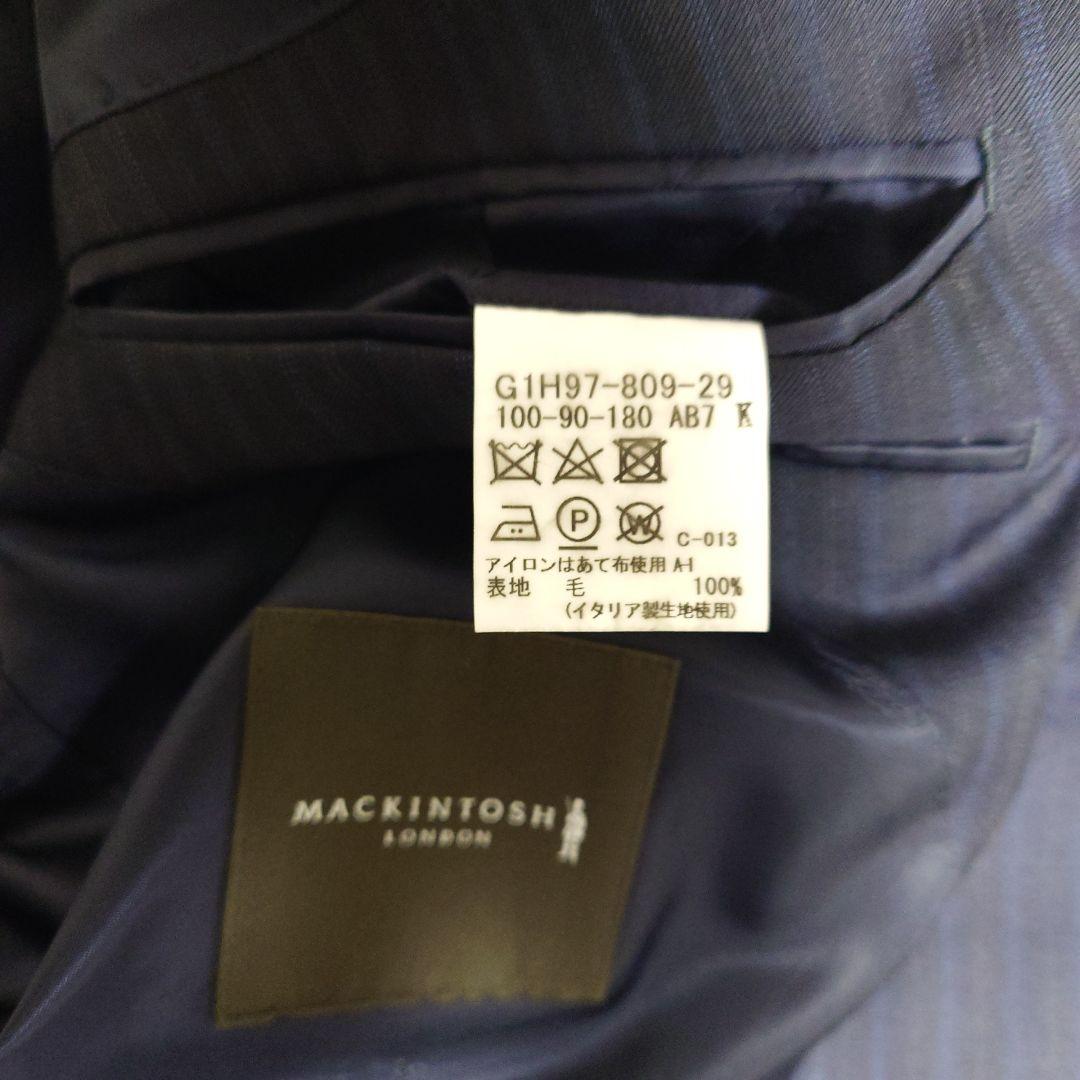 G1H97-809-29
100-90-180 AB7 K
P
W
C-013
アイロンはあて布使用 A-I
表地 毛 100%
(イタリア製生地使用)
MACKINTOSH
LONDON